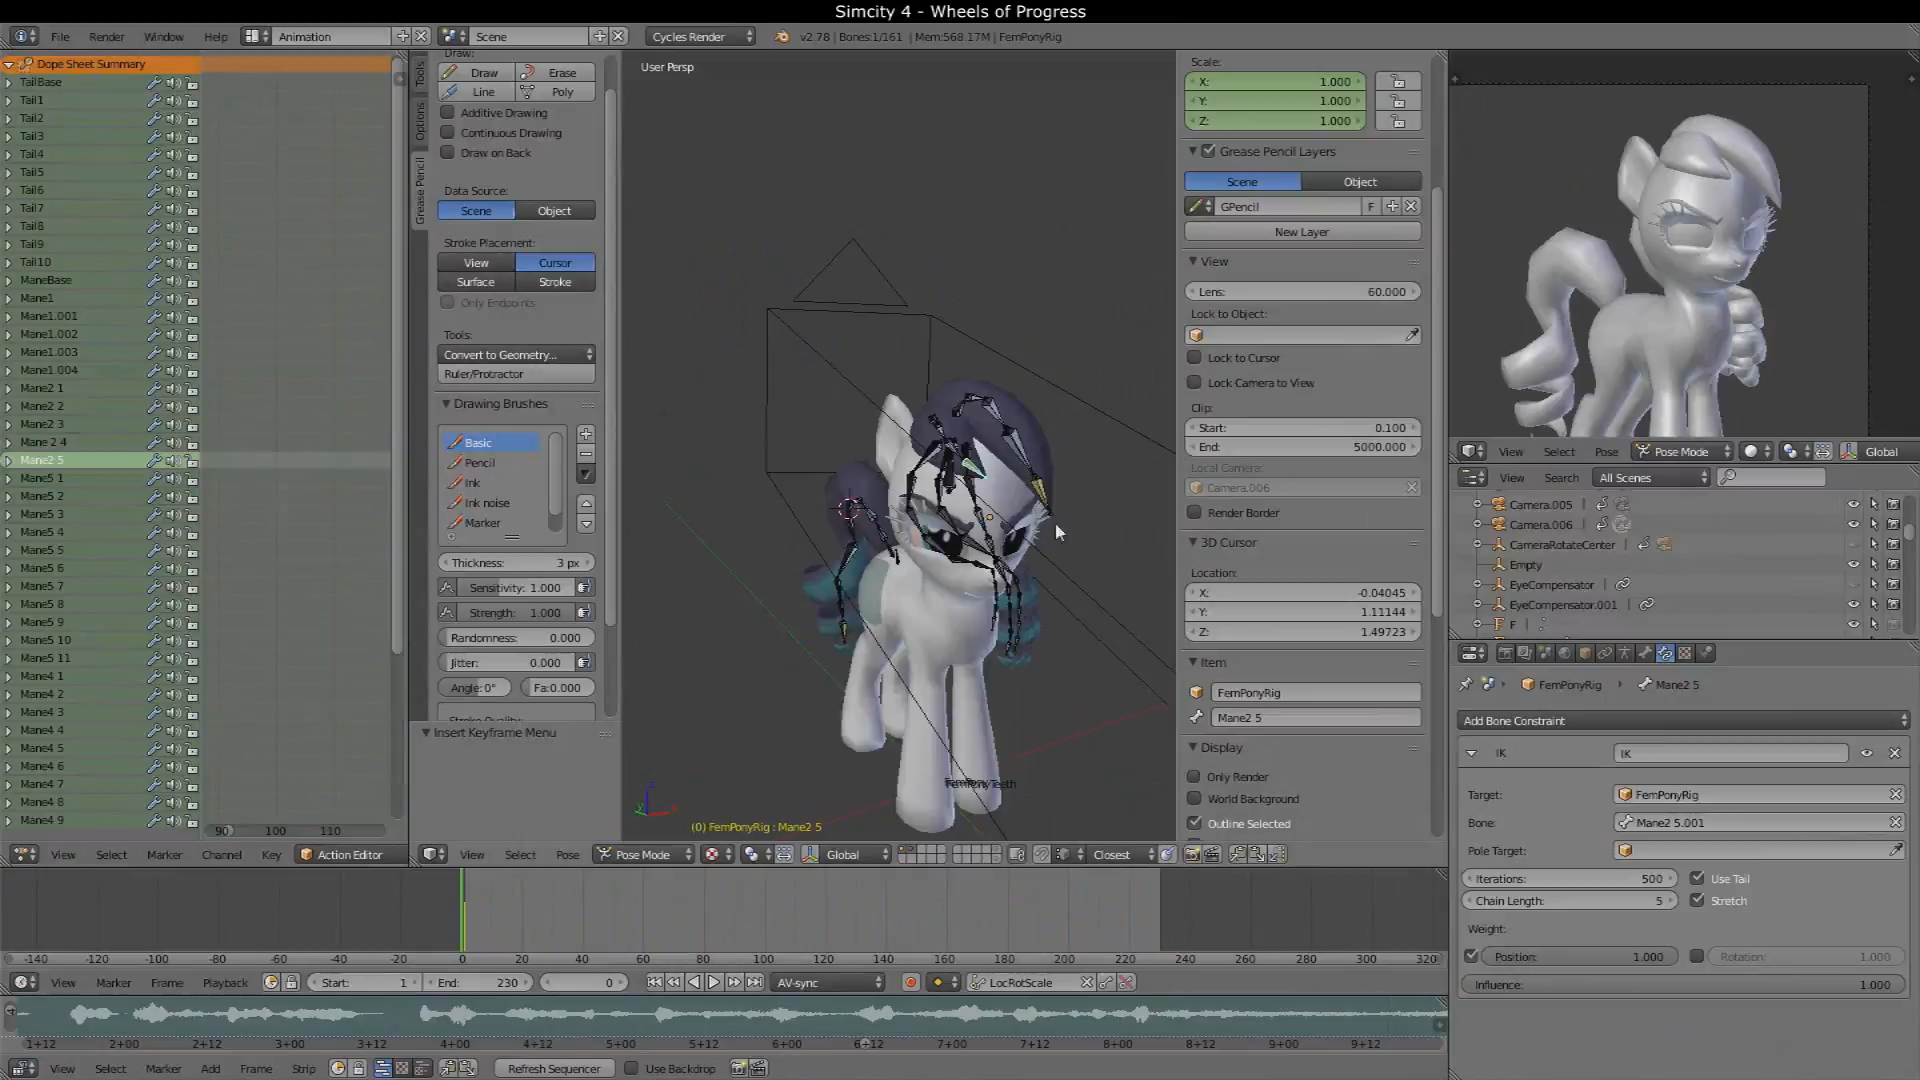 Simcity 4 - Wheels of Progress
File Render Window Help Animation Scene Cycles Render v2.78 | Bones:1/161 | Mem:568.17M | FemPonyRig
Dope Sheet Summary
TailBase
Tail1
Tail2
Tail3
Tail4
Tail5
Tail6
Tail7
Tail8
Tail9
Tail10
ManeBase
Mane1
Mane1.001
Mane1.002
Mane1.003
Mane1.004
Mane2 1
Mane2 2
Mane2 3
Mane 2 4
Mane2 5
Mane5 1
Mane5 2
Mane5 3
Mane5 4
Mane5 5
Mane5 6
Mane5 7
Mane5 8
Mane5 9
Mane5 10
Mane5 11
Mane4 1
Mane4 2
Mane4 3
Mane4 4
Mane4 5
Mane4 6
Mane4 7
Mane4 8
Mane4 9
90 100 110
View Select Marker Channel Key Action Editor
Tools
Options
Grease Pencil
Draw:
Draw Erase
Line Poly
Additive Drawing
Continuous Drawing
Draw on Back
Data Source:
Scene Object
Stroke Placement:
View Cursor
Surface Stroke
Only Endpoints
Tools:
Convert to Geometry...
Ruler/Protractor
Drawing Brushes
Basic
Pencil
Ink
Ink noise
Marker
Thickness: 3 px
Sensitivity: 1.000
Strength: 1.000
Randomness: 0.000
Jitter: 0.000
Angle: 0° Fa:0.000
Stroke Quality
Insert Keyframe Menu
User Persp
FemPonyTeeth
(0) FemPonyRig : Mane2 5
View Select Pose Pose Mode Global Closest
Scale:
X: 1.000
Y: 1.000
Z: 1.000
Grease Pencil Layers
Scene Object
GPencil F
New Layer
View
Lens: 60.000
Lock to Object:
Lock to Cursor
Lock Camera to View
Clip:
Start: 0.100
End: 5000.000
Local Camera:
Camera.006
Render Border
3D Cursor
Location:
X: -0.04045
Y: 1.11144
Z: 1.49723
Item
FemPonyRig
Mane2 5
Display
Only Render
World Background
Outline Selected
View Select Pose Pose Mode Global
View Search All Scenes
Camera.005
Camera.006
CameraRotateCenter
Empty
EyeCompensator
EyeCompensator.001
F
FemPonyRig Mane2 5
Add Bone Constraint
IK IK
Target: FemPonyRig
Bone: Mane2 5.001
Pole Target:
Iterations: 500 Use Tail
Chain Length: 5 Stretch
Weight:
Position: 1.000 Rotation: 1.000
Influence: 1.000
-140 -120 -100 -80 -60 -40 -20 0 20 40 60 80 100 120 140 160 180 200 220 240 260 280 300 320
View Marker Frame Playback Start: 1 End: 230 0 AV-sync LocRotScale
4
1+12 2+00 2+12 3+00 3+12 4+00 4+12 5+00 5+12 6+00 6+12 7+00 7+12 8+00 8+12 9+00 9+12
View Select Marker Add Frame Strip Refresh Sequencer Use Backdrop